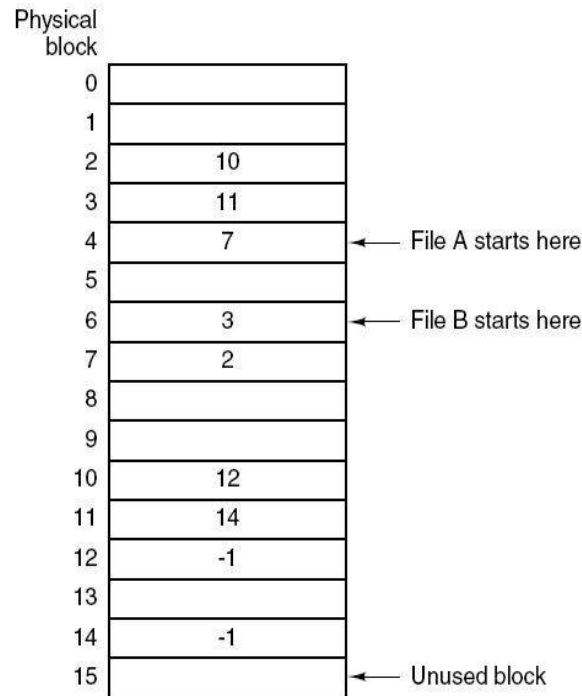 Physical
block
0
1
2 10
3 11
4 7 File A starts here
5
6 3 File B starts here
7 2
8
9
10 12
11 14
12 -1
13
14 -1
15 Unused block